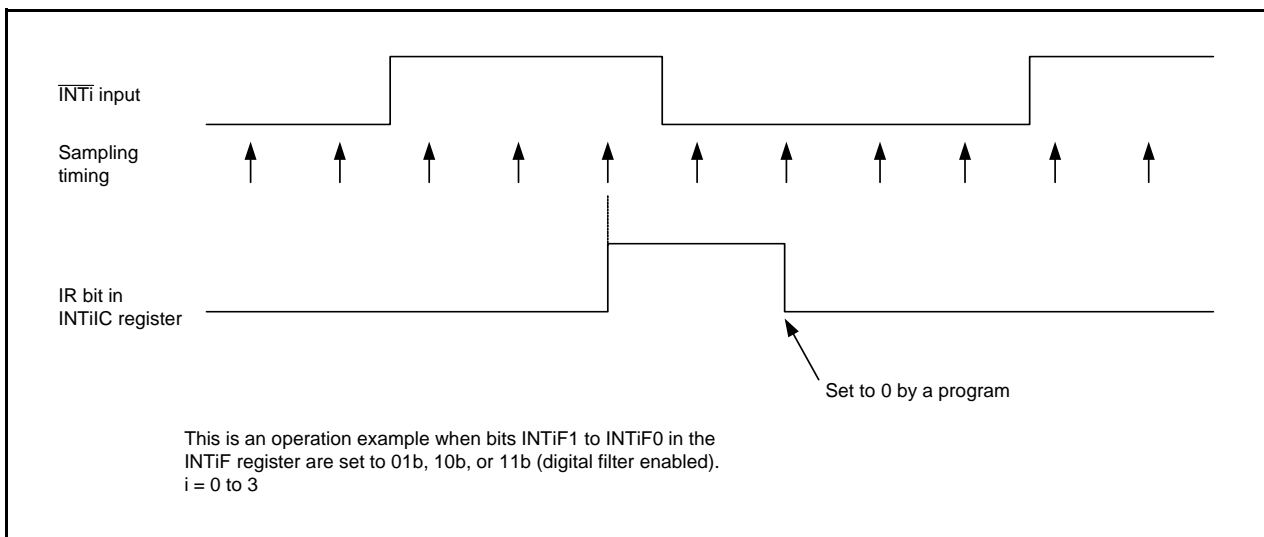 INTi input
Sampling
timing
IR bit in
INTiIC register
Set to 0 by a program
This is an operation example when bits INTiF1 to INTiF0 in the
INTiF register are set to 01b, 10b, or 11b (digital filter enabled).
i = 0 to 3